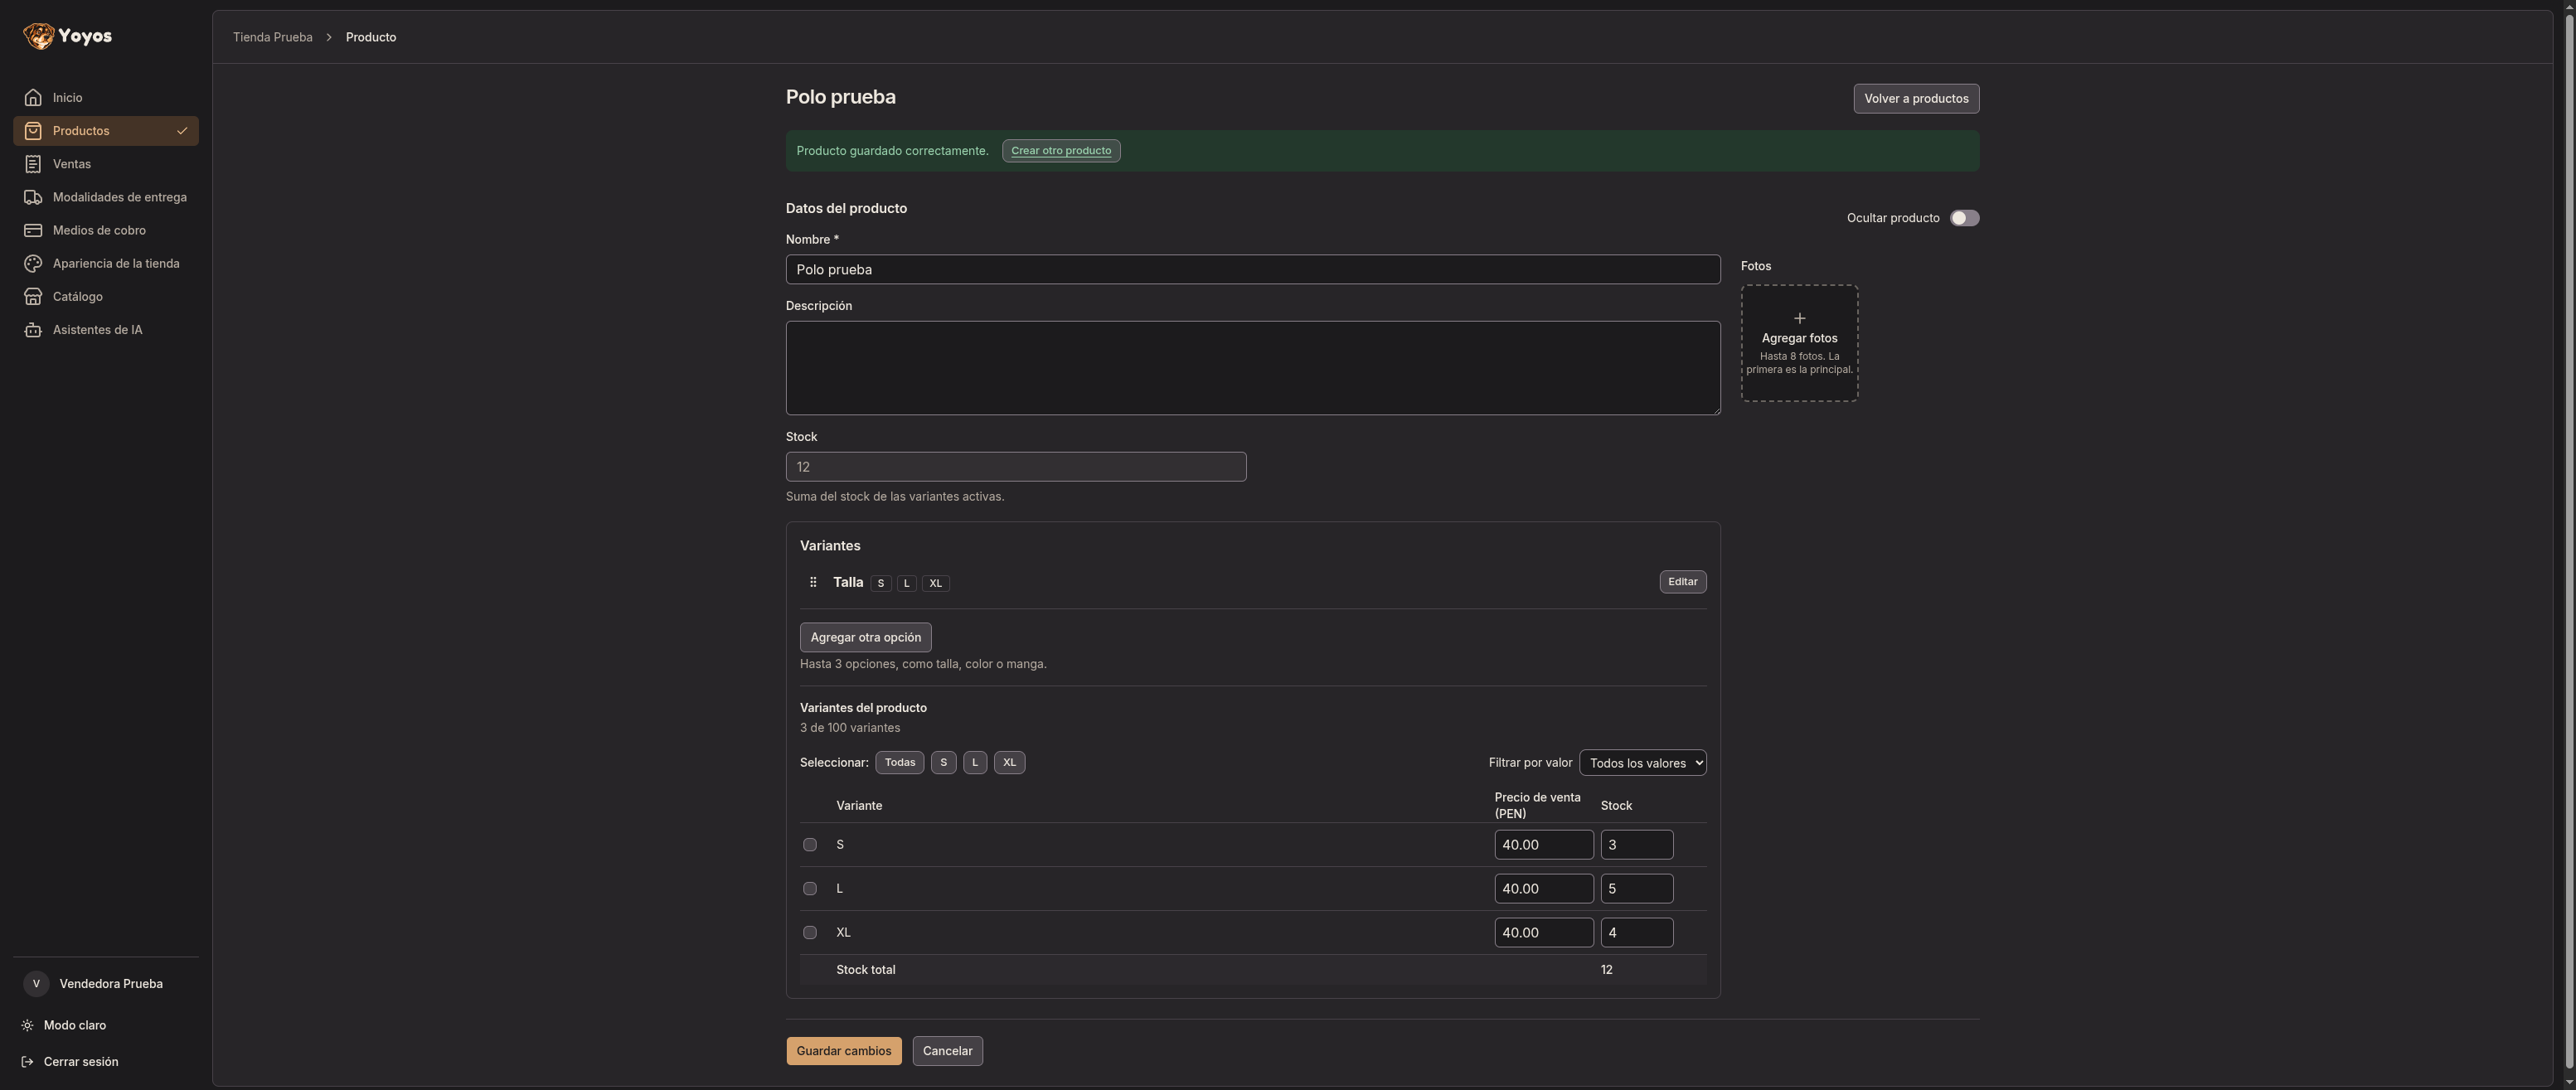 Yoyos
Tienda Prueba > Producto
Inicio
Productos
Ventas
Modalidades de entrega
Medios de cobro
Apariencia de la tienda
Catálogo
Asistentes de IA
Vendedora Prueba
V
Modo claro
Cerrar sesión
Polo prueba
Volver a productos
Producto guardado correctamente. Crear otro producto
Datos del producto
Ocultar producto
Nombre *
Polo prueba
Descripción
Fotos
+
Agregar fotos
Hasta 8 fotos. La
primera es la principal.
Stock
12
Suma del stock de las variantes activas.
Variantes
Talla S L XL
Editar
Agregar otra opción
Hasta 3 opciones, como talla, color o manga.
Variantes del producto
3 de 100 variantes
Seleccionar: Todas S L XL
Filtrar por valor Todos los valores
Variante
Precio de venta
(PEN)
Stock
S 40.00 3
L 40.00 5
XL 40.00 4
Stock total 12
Guardar cambios
Cancelar